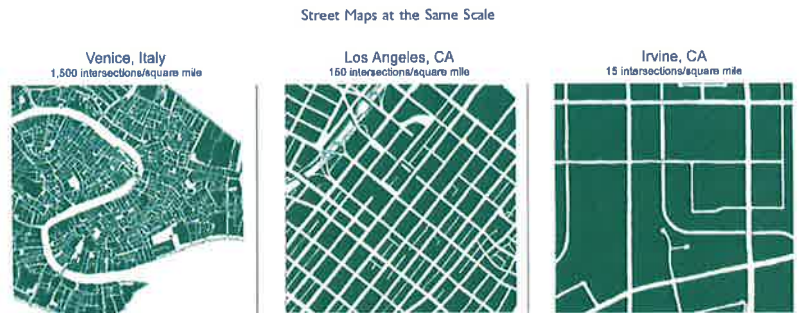 Street Maps at the Same Scale
Venice, Italy
1,500 intersections/square mile
Los Angeles, CA
150 intersections/square mile
Irvine, CA
15 intersections/square mile